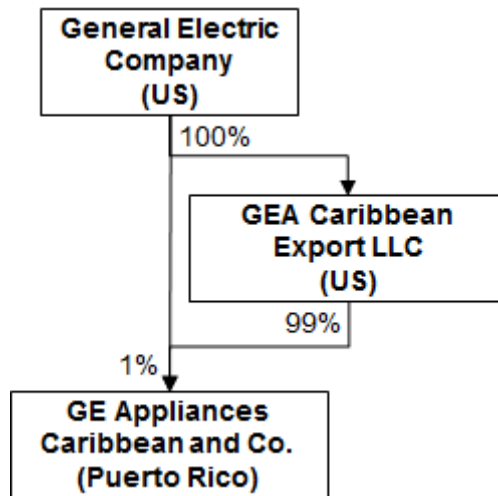 General Electric
Company
(US)
100%
GEA Caribbean
Export LLC
(US)
99%
1%
GE Appliances
Caribbean and Co.
(Puerto Rico)